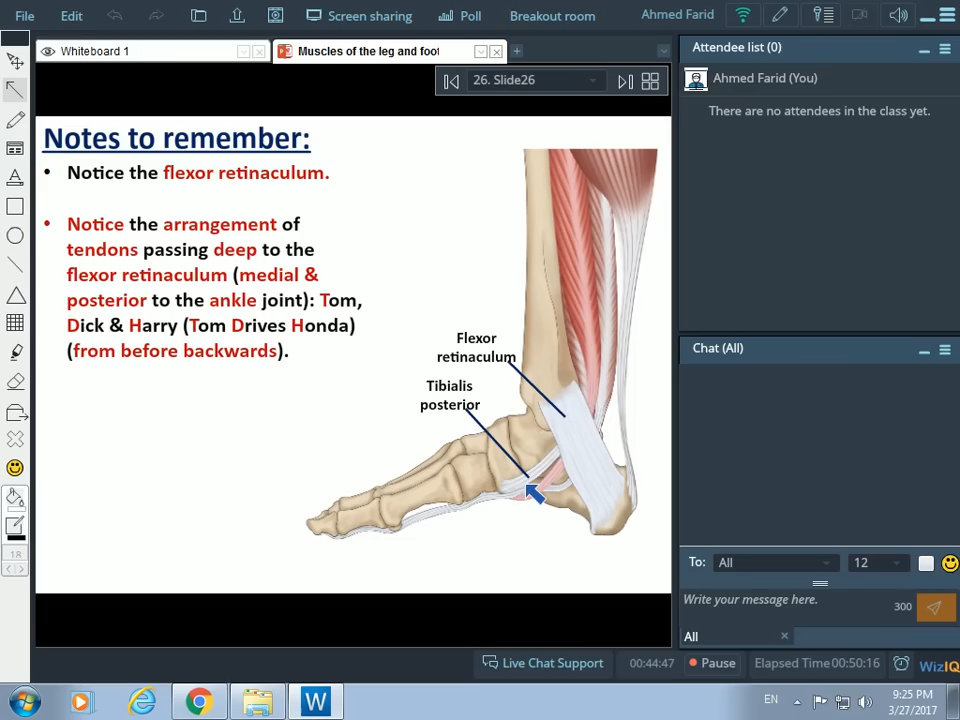 File Edit Screen sharing Poll Breakout room Ahmed Farid
Whiteboard 1 Muscles of the leg and foot
26. Slide26
Notes to remember:
• Notice the flexor retinaculum.
• Notice the arrangement of
tendons passing deep to the
flexor retinaculum (medial &
posterior to the ankle joint): Tom,
Dick & Harry (Tom Drives Honda)
(from before backwards).
Flexor
retinaculum
Tibialis
posterior
Attendee list (0)
Ahmed Farid (You)
There are no attendees in the class yet.
Chat (All)
To: All 12
Write your message here. 300
All
18
Live Chat Support 00:44:47 Pause Elapsed Time 00:50:16 WizIQ
W EN 9:25 PM
3/27/2017